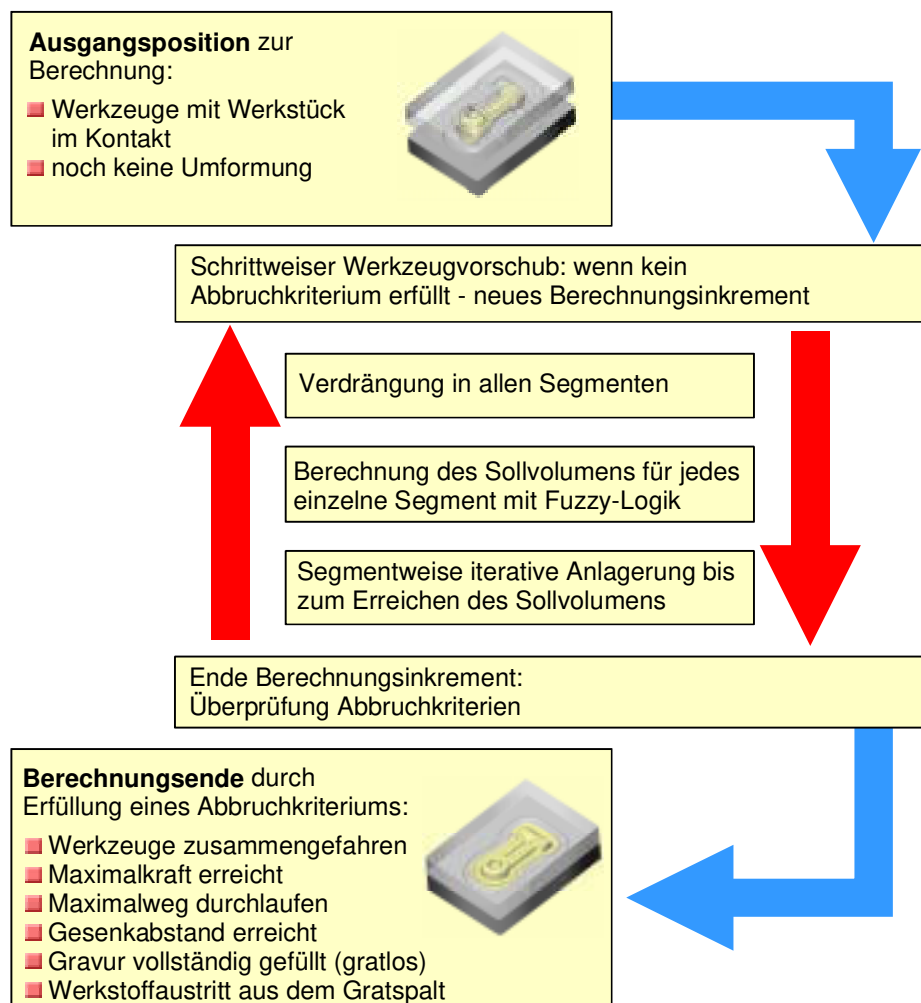 Ausgangsposition zur
Berechnung:
Werkzeuge mit Werkstück
im Kontakt
noch keine Umformung
Schrittweiser Werkzeugvorschub: wenn kein
Abbruchkriterium erfüllt - neues Berechnungsinkrement
Verdrängung in allen Segmenten
Berechnung des Sollvolumens für jedes
einzelne Segment mit Fuzzy-Logik
Segmentweise iterative Anlagerung bis
zum Erreichen des Sollvolumens
Ende Berechnungsinkrement:
Überprüfung Abbruchkriterien
Berechnungsende durch
Erfüllung eines Abbruchkriteriums:
Werkzeuge zusammengefahren
Maximalkraft erreicht
Maximalweg durchlaufen
Gesenkabstand erreicht
Gravur vollständig gefüllt (gratlos)
Werkstoffaustritt aus dem Gratspalt